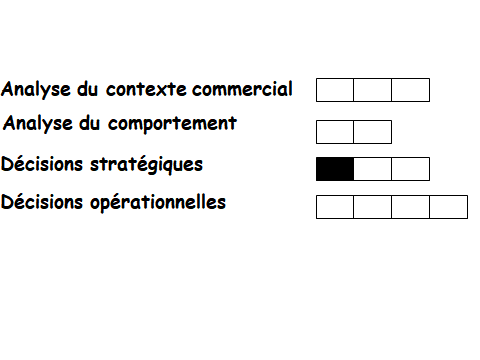 Analyse du contexte commercial
Analyse du comportement
Décisions stratégiques
Décisions opérationnelles